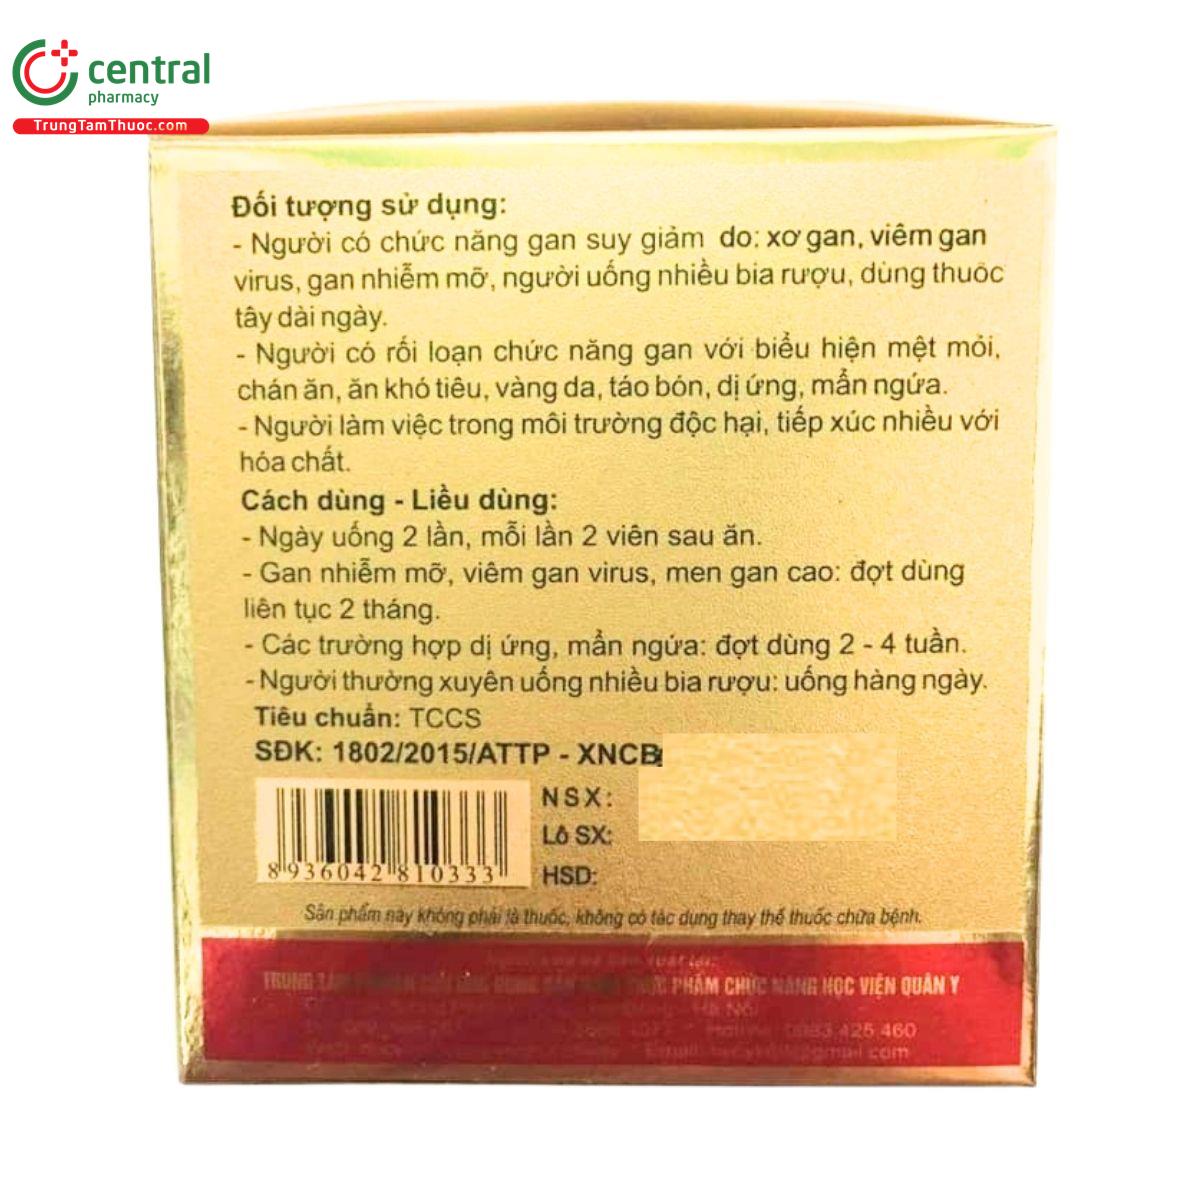 central
pharmacy
TrungTamThuoc.com
Đối tượng sử dụng:
- Người có chức năng gan suy giảm do: xơ gan, viêm gan
virus, gan nhiễm mỡ, người uống nhiều bia rượu, dùng thuốc
tây dài ngày.
- Người có rối loạn chức năng gan với biểu hiện mệt mỏi,
chán ăn, ăn khó tiêu, vàng da, táo bón, dị ứng, mẩn ngứa.
- Người làm việc trong môi trường độc hại, tiếp xúc nhiều với
hóa chất.
Cách dùng - Liều dùng:
- Ngày uống 2 lần, mỗi lần 2 viên sau ăn.
- Gan nhiễm mỡ, viêm gan virus, men gan cao: đợt dùng
liên tục 2 tháng.
- Các trường hợp dị ứng, mẩn ngứa: đợt dùng 2 - 4 tuần.
- Người thường xuyên uống nhiều bia rượu: uống hàng ngày.
Tiêu chuẩn: TCCS
SĐK: 1802/2015/ATTP - XNCB
NSX:
Lô SX:
HSD:
8 936042 810333
Sản phẩm này không phải là thuốc, không có tác dụng thay thế thuốc chữa bệnh.
TRUNG TÂM PHẨM CHỨC NĂNG HỌC VIỆN QUÂN Y
- Hà Nội
0983.425.460
@gmail.com